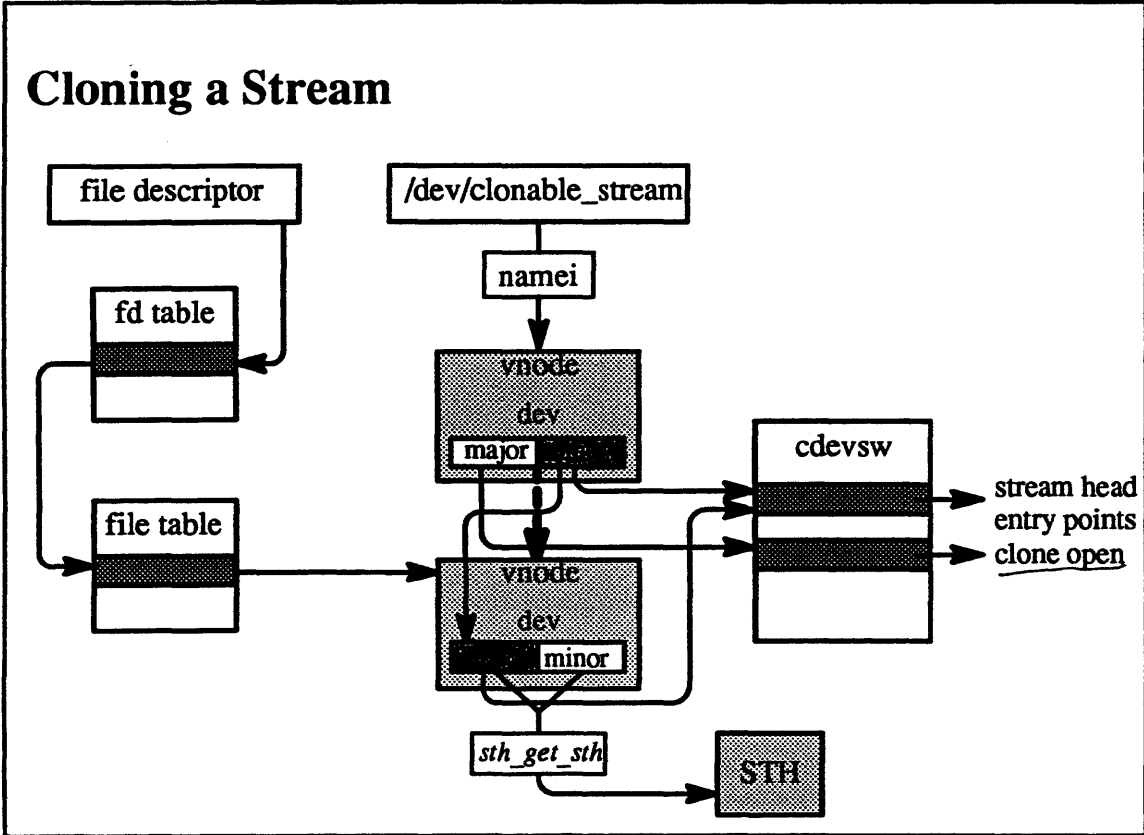 Cloning a Stream
file descriptor
/dev/clonable_stream
namei
fd table
vnode
dev
major
cdevsw
stream head
entry points
clone open
file table
vnode
dev
minor
sth_get_sth
STH